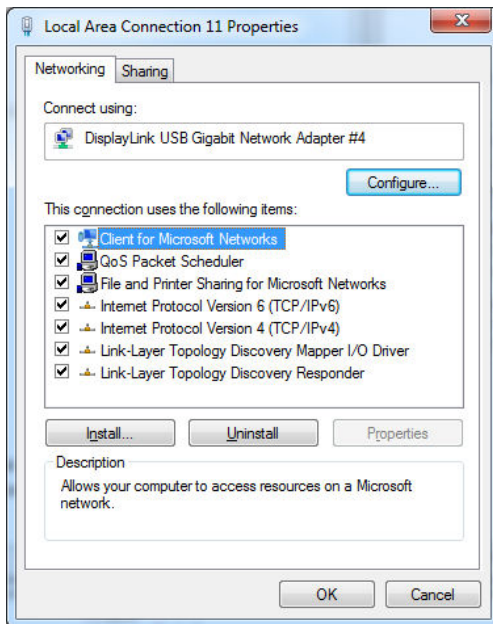 Local Area Connection 11 Properties
Networking
Sharing
Connect using:
DisplayLink USB Gigabit Network Adapter #4
Configure...
This connection uses the following items:
Client for Microsoft Networks
QoS Packet Scheduler
File and Printer Sharing for Microsoft Networks
Internet Protocol Version 6 (TCP/IPv6)
Internet Protocol Version 4 (TCP/IPv4)
Link-Layer Topology Discovery Mapper I/O Driver
Link-Layer Topology Discovery Responder
Install...
Uninstall
Properties
Description
Allows your computer to access resources on a Microsoft
network.
OK
Cancel